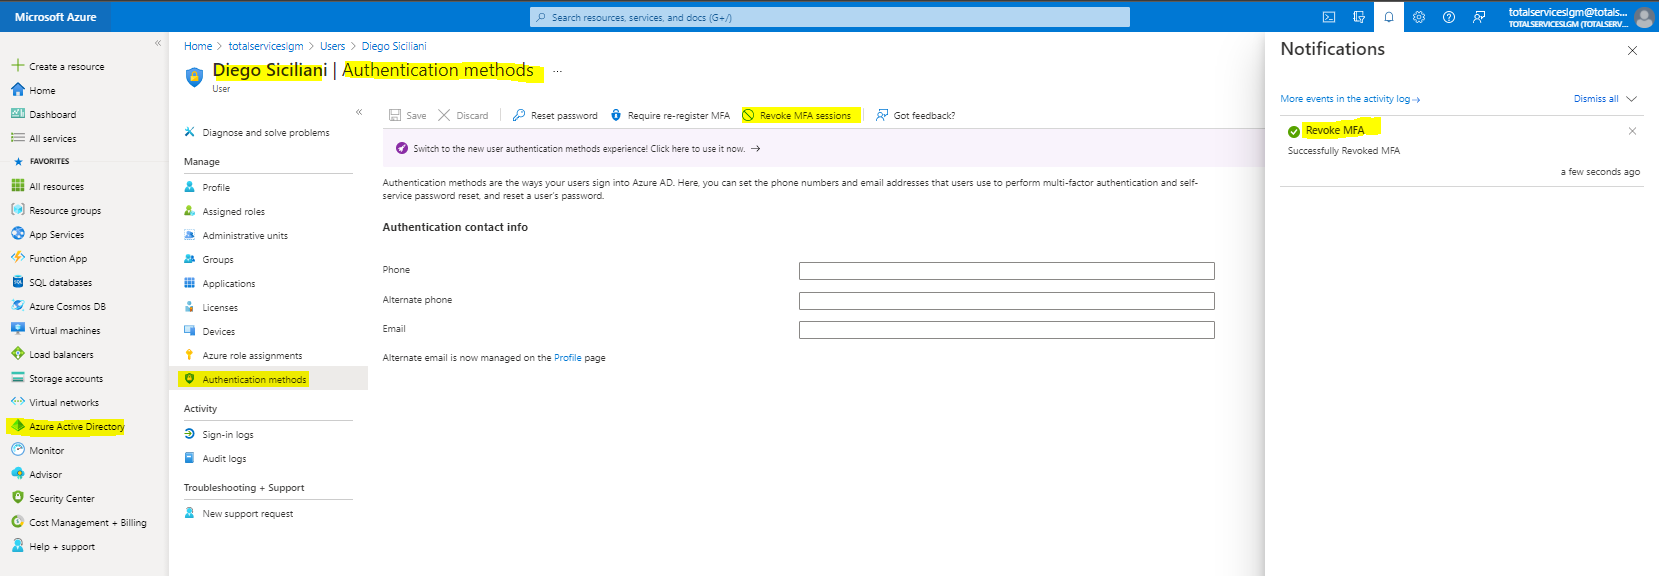 Microsoft Azure
Search resources, services, and docs (G+/)
totalserviceslgm@totals...
TOTALSERVICESLGM (TOTALSERV...
«
Create a resource
Home
Dashboard
All services
FAVORITES
All resources
Resource groups
App Services
Function App
SQL databases
Azure Cosmos DB
Virtual machines
Load balancers
Storage accounts
Virtual networks
Azure Active Directory
Monitor
Advisor
Security Center
Cost Management + Billing
Help + support
Home > totalserviceslgm > Users > Diego Siciliani
Diego Siciliani | Authentication methods ...
User
«
Diagnose and solve problems
Manage
Profile
Assigned roles
Administrative units
Groups
Applications
Licenses
Devices
Azure role assignments
Authentication methods
Activity
Sign-in logs
Audit logs
Troubleshooting + Support
New support request
Save Discard Reset password Require re-register MFA Revoke MFA sessions Got feedback?
Switch to the new user authentication methods experience! Click here to use it now. →
Authentication methods are the ways your users sign into Azure AD. Here, you can set the phone numbers and email addresses that users use to perform multi-factor authentication and self-
service password reset, and reset a user's password.
Authentication contact info
Phone
Alternate phone
Email
Alternate email is now managed on the Profile page
Notifications
More events in the activity log → Dismiss all
Revoke MFA
Successfully Revoked MFA
a few seconds ago